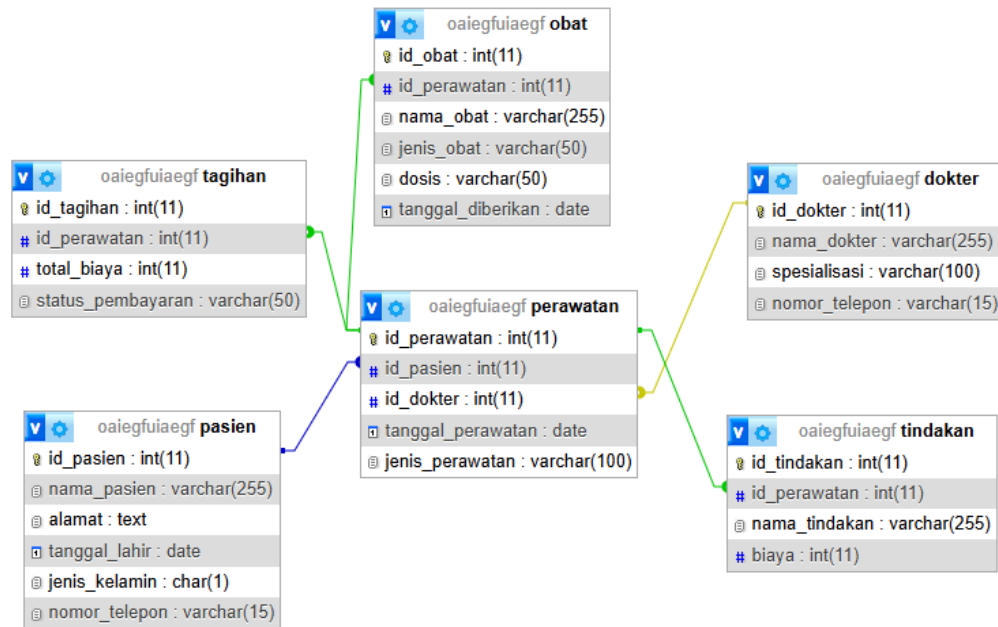 oaiegfuiaegf obat
id_obat : int(11)
id_perawatan : int(11)
nama_obat : varchar(255)
jenis_obat : varchar(50)
dosis : varchar(50)
tanggal_diberikan : date
oaiegfuiaegf tagihan
id_tagihan : int(11)
id_perawatan : int(11)
total_biaya : int(11)
status_pembayaran : varchar(50)
oaiegfuiaegf dokter
id_dokter : int(11)
nama_dokter : varchar(255)
spesialisasi : varchar(100)
nomor_telepon : varchar(15)
oaiegfuiaegf perawatan
id_perawatan : int(11)
id_pasien : int(11)
id_dokter : int(11)
tanggal_perawatan : date
jenis_perawatan : varchar(100)
oaiegfuiaegf pasien
id_pasien : int(11)
nama_pasien : varchar(255)
alamat : text
tanggal_lahir : date
jenis_kelamin : char(1)
nomor_telepon : varchar(15)
oaiegfuiaegf tindakan
id_tindakan : int(11)
id_perawatan : int(11)
nama_tindakan : varchar(255)
biaya : int(11)